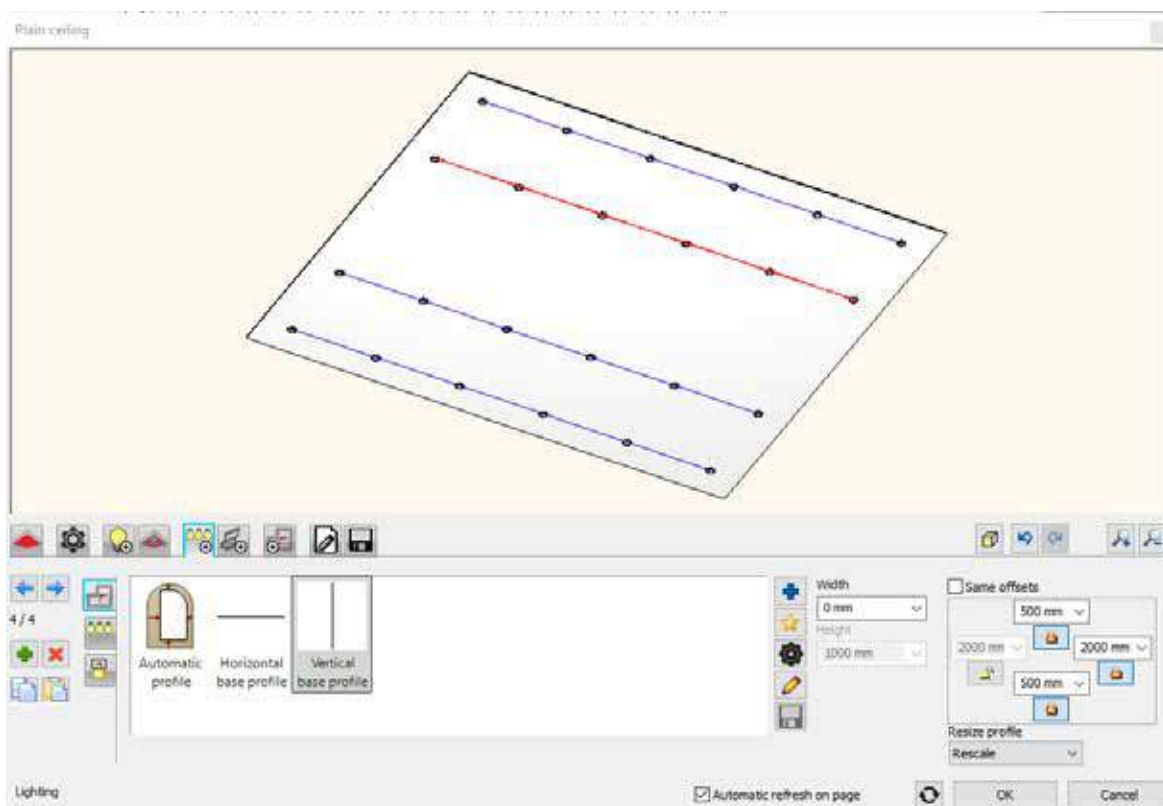 Plain ceiling
4/4
Automatic profile
Horizontal base profile
Vertical base profile
Width
0 mm
Height
1000 mm
Same offsets
500 mm
2000 mm
2000 mm
500 mm
Resize profile
Rescale
Lighting
Automatic refresh on page
OK
Cancel